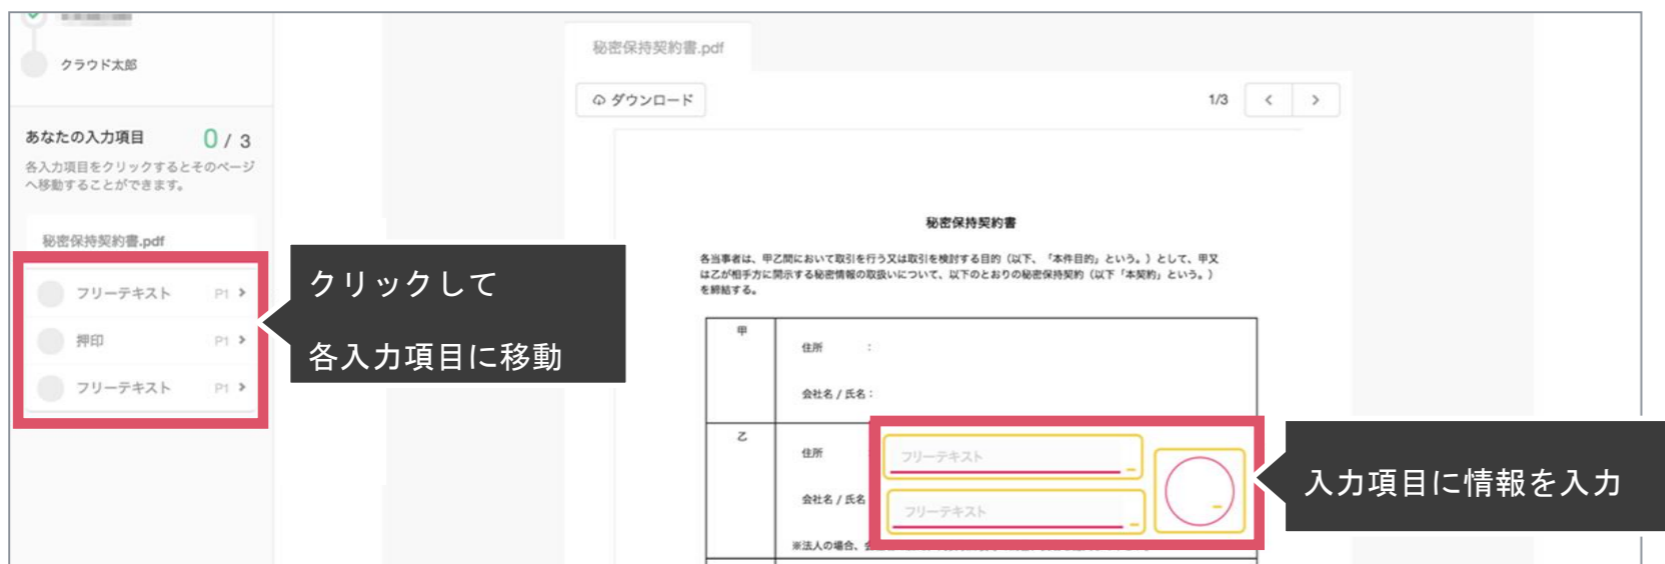 クラウド太郎
あなたの入力項目 0 / 3
各入力項目をクリックするとそのページ
へ移動することができます。
秘密保持契約書.pdf
フリーテキスト P1 >
押印 P1 >
フリーテキスト P1 >
クリックして
各入力項目に移動
秘密保持契約書.pdf
ダウンロード
1/3 < >
秘密保持契約書
各当事者は、甲乙間において取引を行う又は取引を検討する目的（以下、「本件目的」という。）として、甲又
は乙が相手方に開示する秘密情報の取扱いについて、以下のとおりの秘密保持契約（以下「本契約」という。）
を締結する。
甲
住所 :
会社名 / 氏名 :
乙
住所
フリーテキスト
会社名 / 氏名
フリーテキスト
※法人の場合、
入力項目に情報を入力